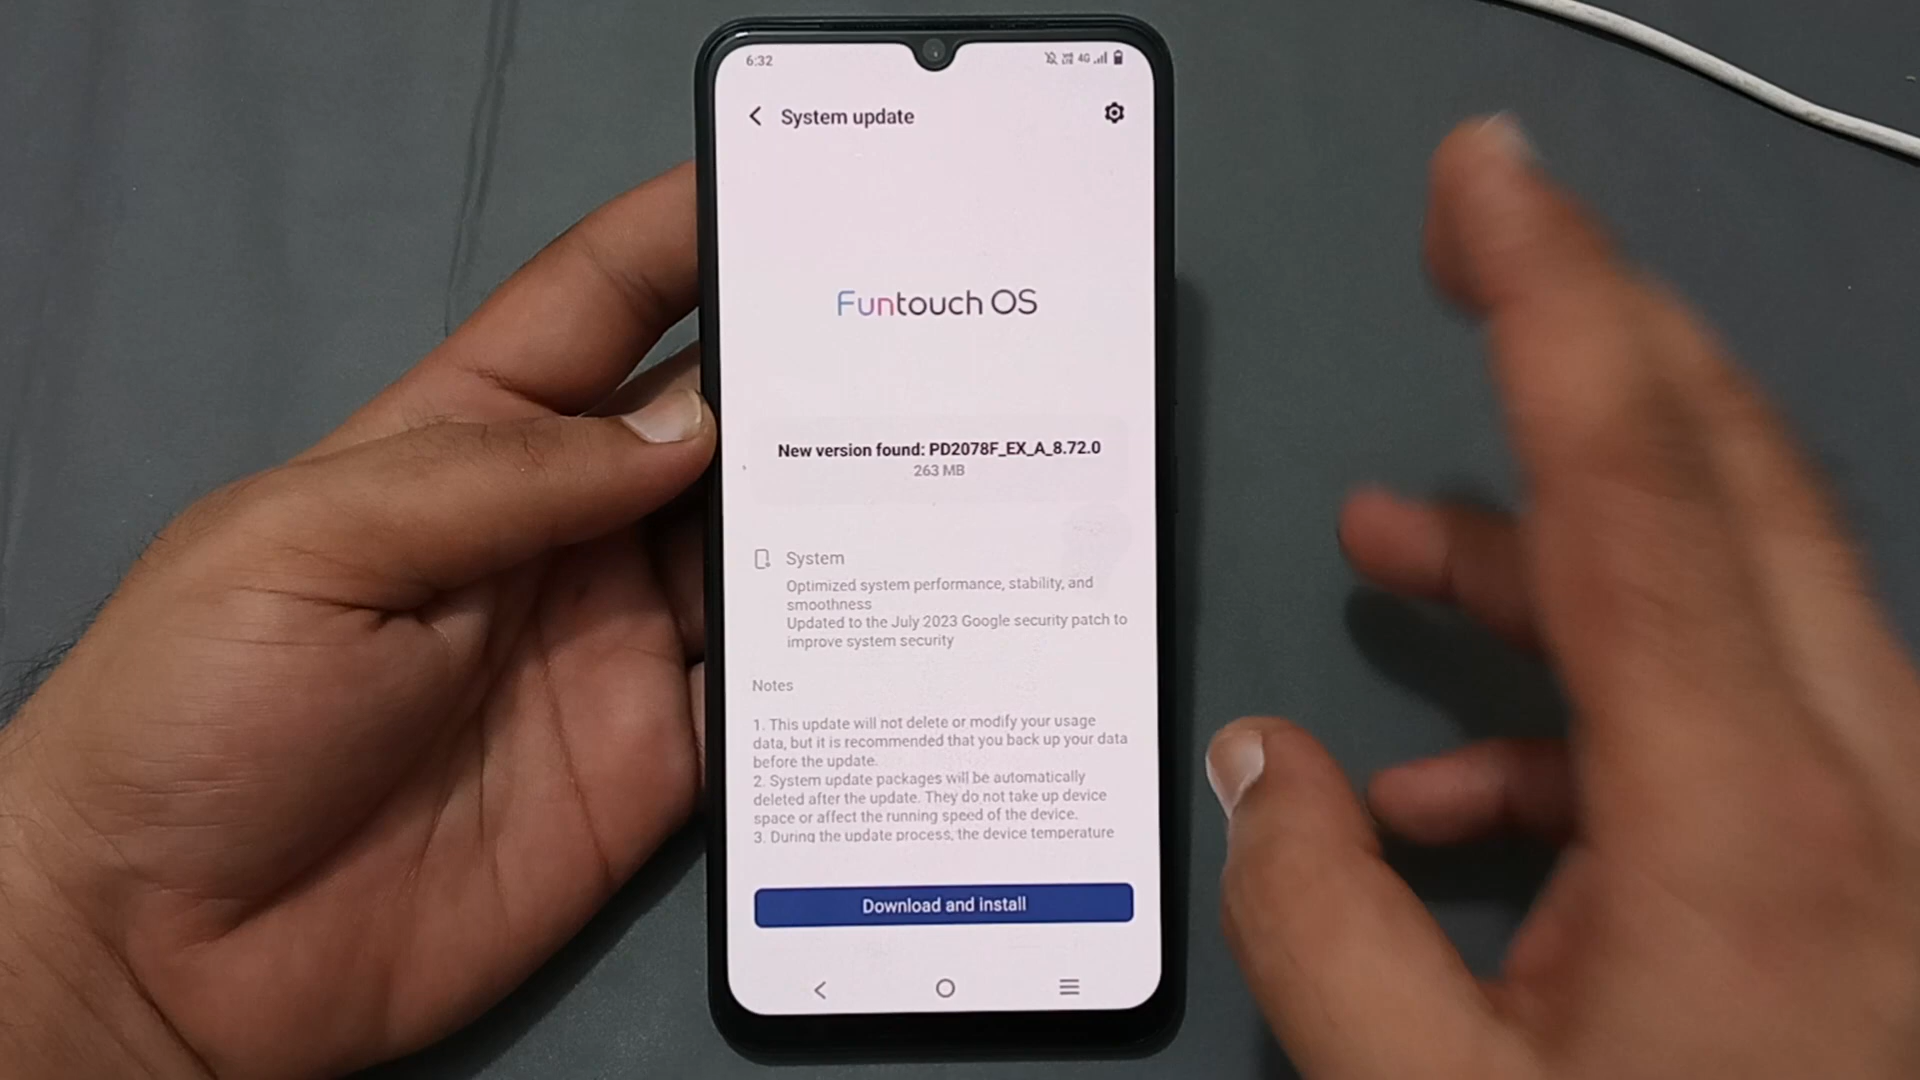 6:32
4G
System update
Funtouch OS
New version found: PD2078F_EX_A_8.72.0
263 MB
System
Optimized system performance, stability, and
smoothness
Updated to the July 2023 Google security patch to
improve system security
Notes
1. This update will not delete or modify your usage
data, but it is recommended that you back up your data
before the update.
2. System update packages will be automatically
deleted after the update. They do not take up device
space or affect the running speed of the device.
3. During the update process, the device temperature
Download and install